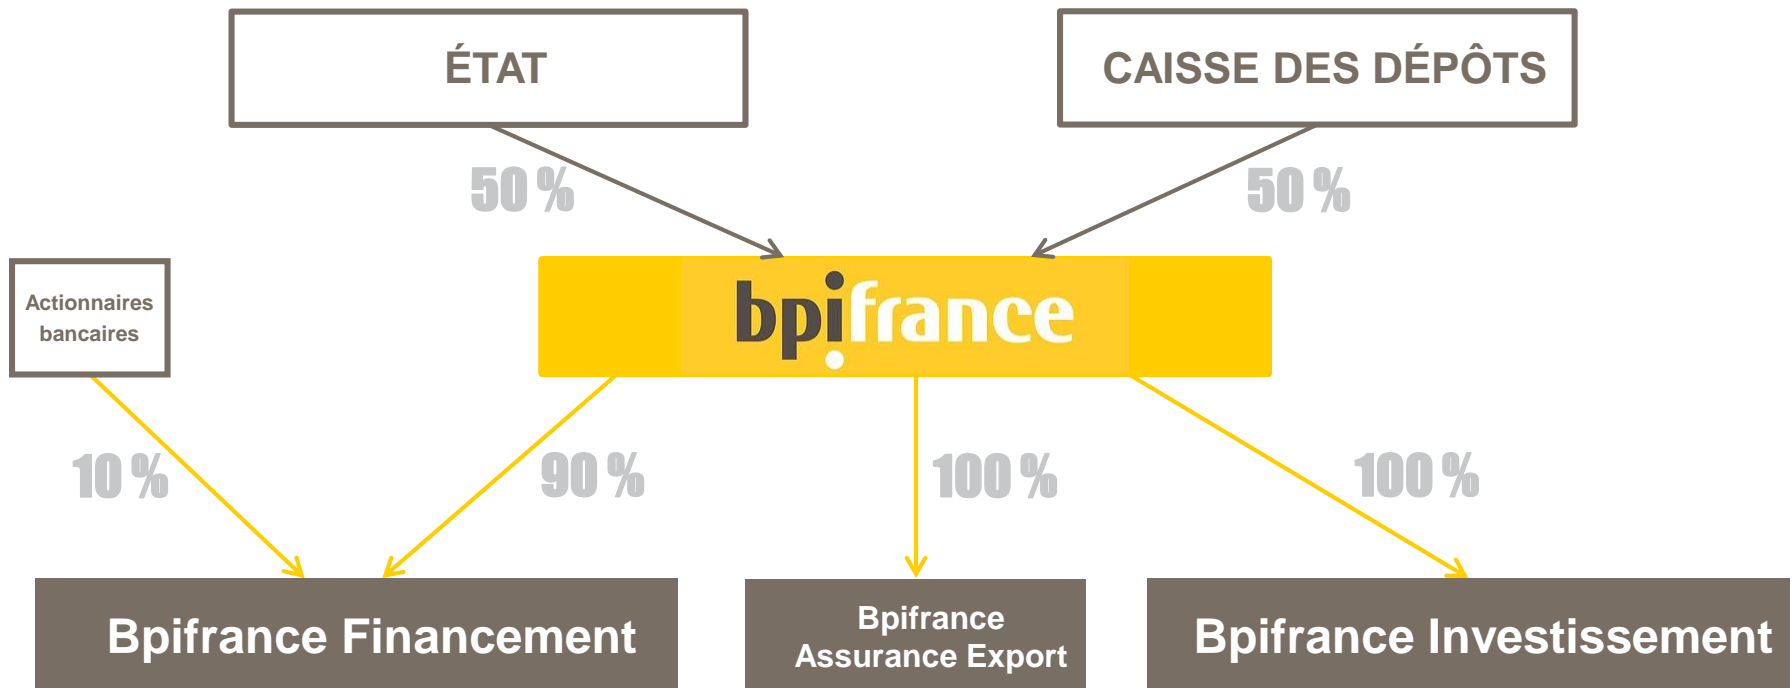 ÉTAT
CAISSE DES DÉPÔTS
50 %
50 %
Actionnaires
bancaires
bpifrance
10 %
90 %
100 %
100 %
Bpifrance Financement
Bpifrance
Assurance Export
Bpifrance Investissement